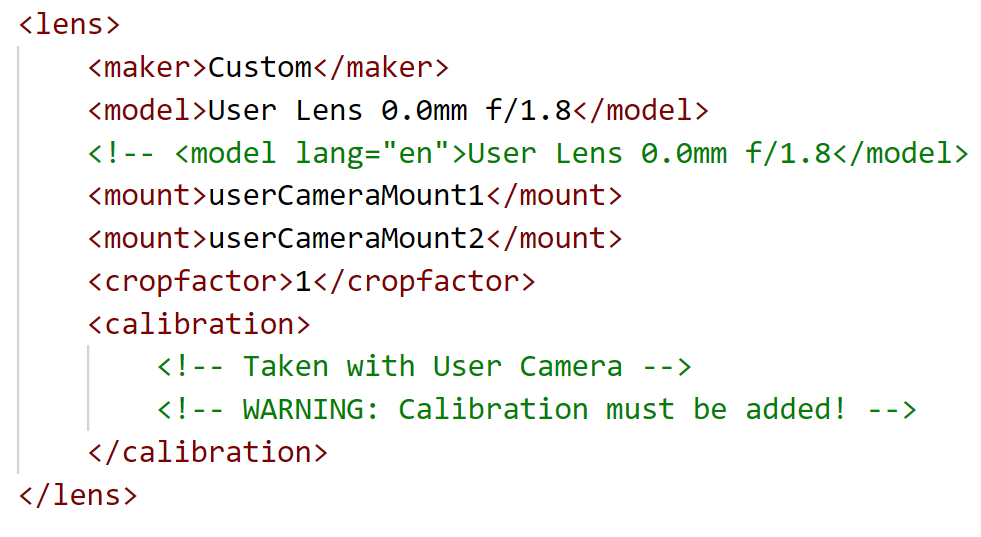 <lens>
<maker>Custom</maker>
<model>User Lens 0.0mm f/1.8</model>
<!-- <model lang="en">User Lens 0.0mm f/1.8</model>
<mount>userCameraMount1</mount>
<mount>userCameraMount2</mount>
<cropfactor>1</cropfactor>
<calibration>
<!-- Taken with User Camera -->
<!-- WARNING: Calibration must be added! -->
</calibration>
</lens>